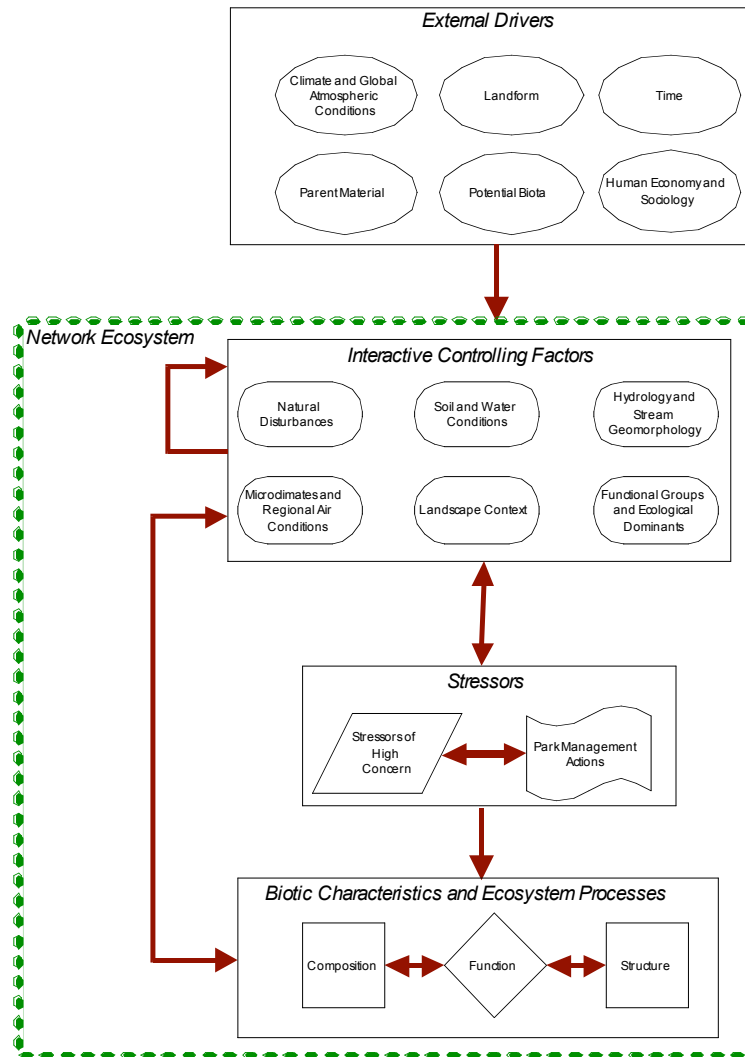 External Drivers
Climate and Global
Atmospheric
Conditions
Landform
Time
Parent Material
Potential Biota
Human Economy and
Sociology
Network Ecosystem
Interactive Controlling Factors
Natural
Disturbances
Soil and Water
Conditions
Hydrology and
Stream
Geomorphology
Microclimates and
Regional Air
Conditions
Landscape Context
Functional Groups
and Ecological
Dominants
Stressors
Stressors of
High
Concern
Park Management
Actions
Biotic Characteristics and Ecosystem Processes
Composition
Function
Structure